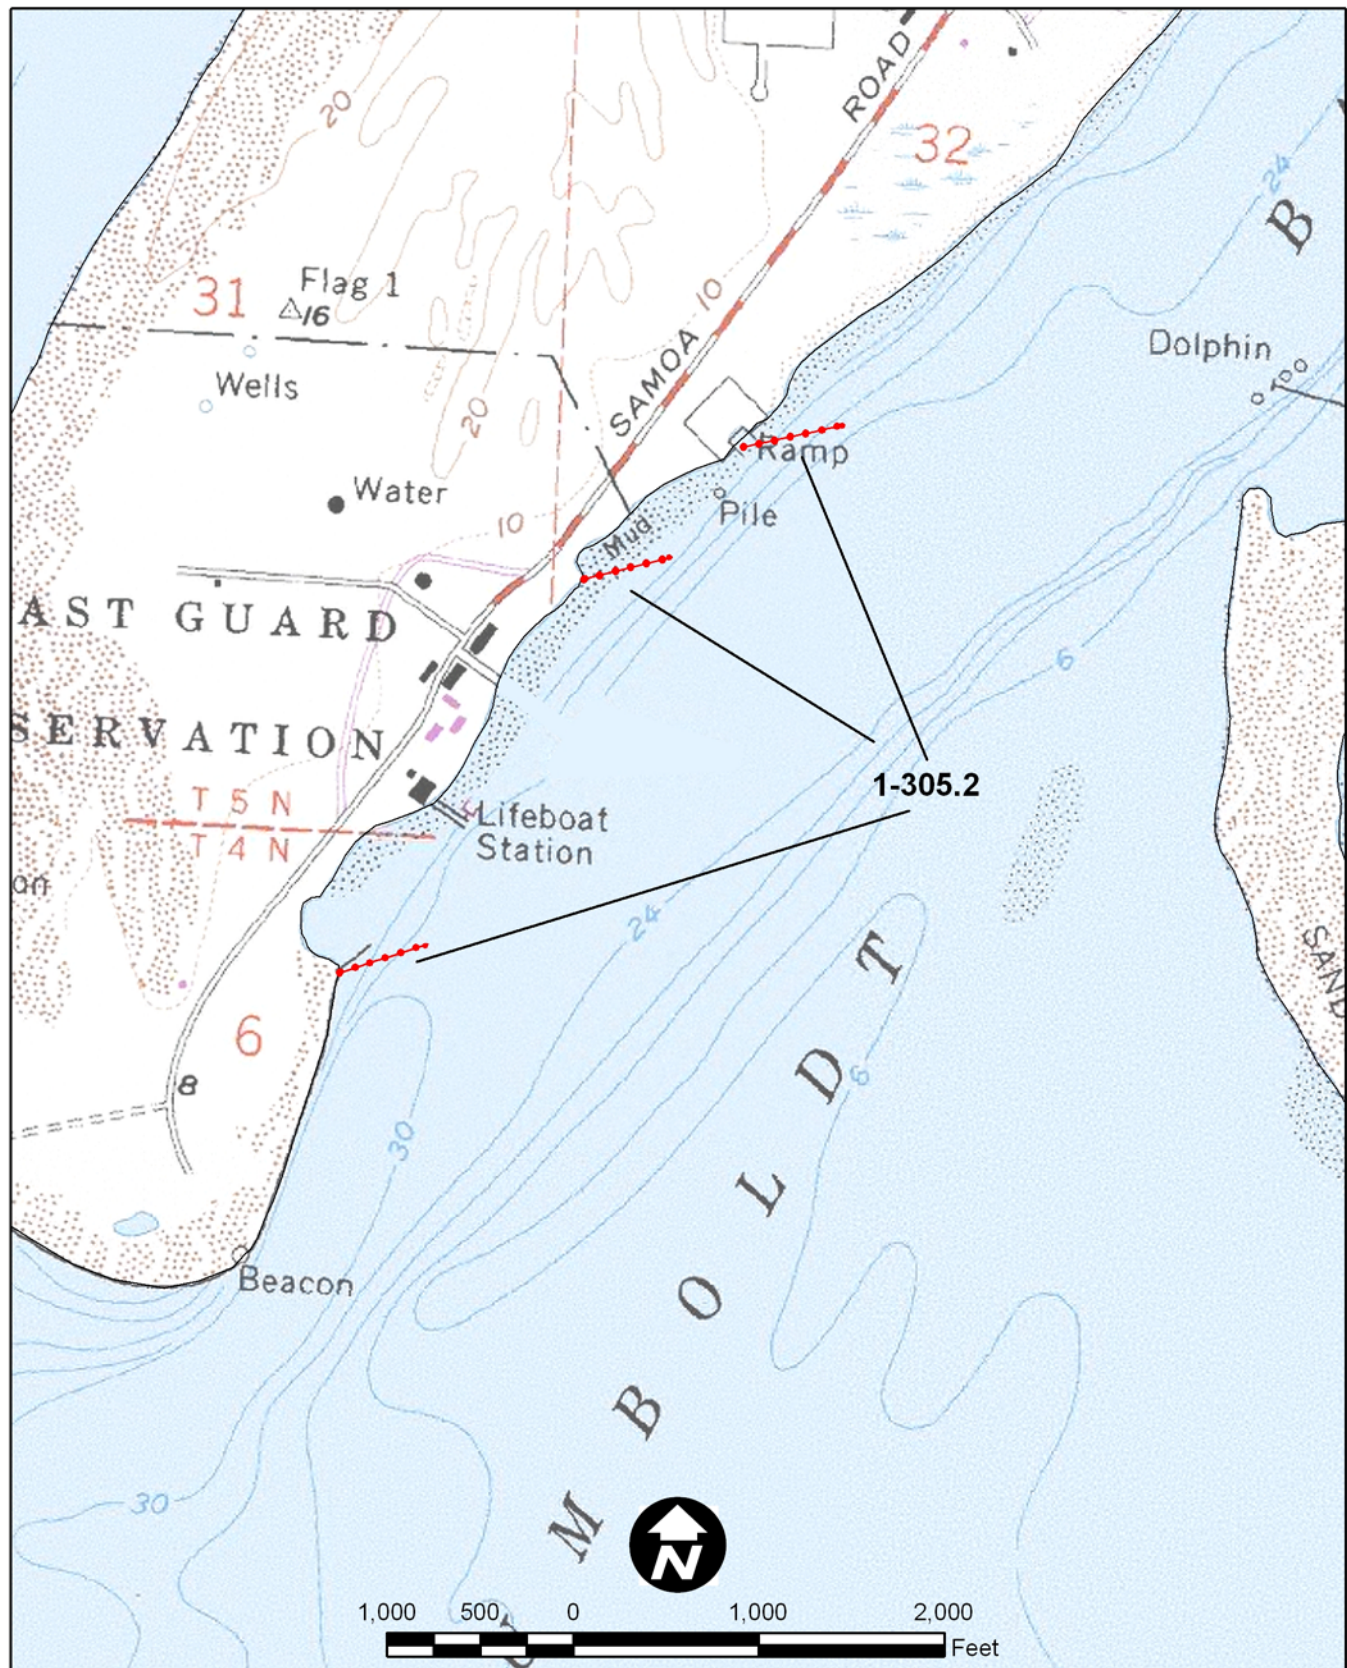 20
ROAD
32
24
B
31
Flag 1
16
10
Dolphin
Wells
SAMOA
20
Ramp
Water
Pile
10
Mud
AST GUARD
6
SERVATION
1-305.2
T 5 N
Lifeboat
Station
T 4 N
on
24
T
SAND
6
D
6
8
30
L
Beacon
O
B
30
M
N
U
1,000 500 0 1,000 2,000
Feet